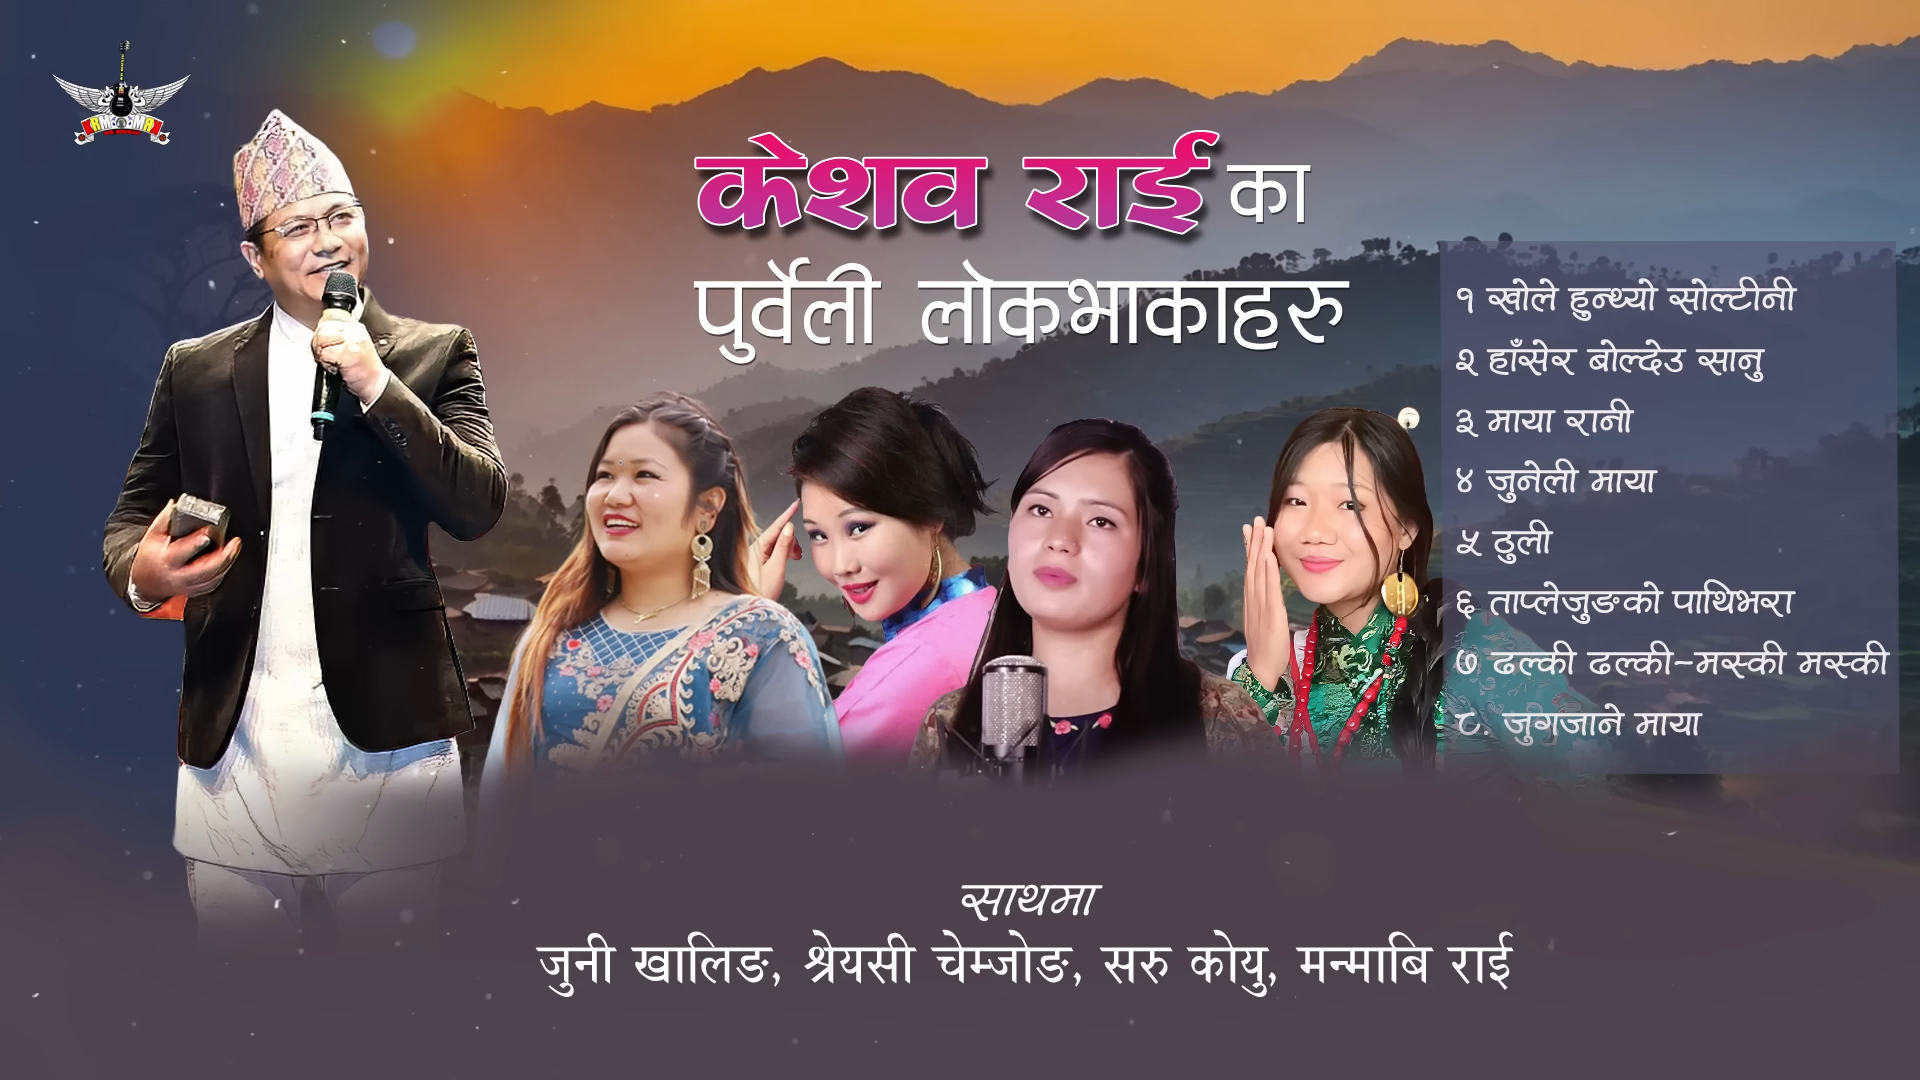 केशव राई का
पुर्वेली लोकभाकाहरु
१ खोले हुन्थ्यो सोल्टीनी
२ हाँसेर बोल्देउ सानु
३ माया रानी
४ जुनेली माया
५ ठुली
६ ताप्लेजुङको पाथिभरा
७ ढल्की ढल्की-मस्की मस्की
८. जुगजाने माया
साथमा
जुनी खालिङ, श्रेयसी चेम्जोङ, सरु कोयु, मन्माबि राई